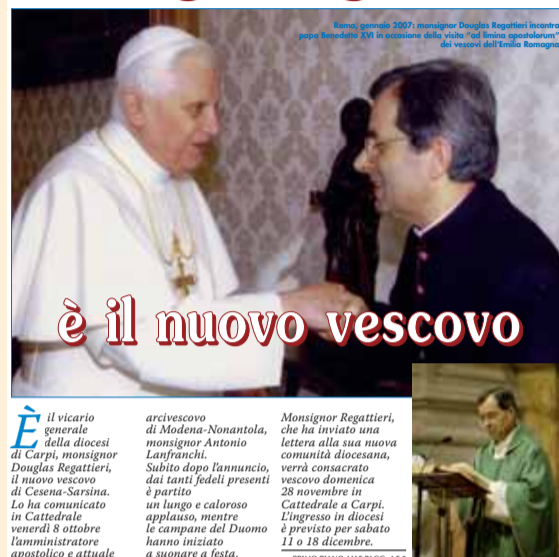 Roma, gennaio 2007: monsignor Douglas Regattieri incontra
papa Benedetto XVI in occasione della visita "ad limina apostolorum"
dei vescovi dell'Emilia Romagna
è il nuovo vescovo
È il vicario
generale
della diocesi
di Carpi, monsignor
Douglas Regattieri,
il nuovo vescovo
di Cesena-Sarsina.
Lo ha comunicato
in Cattedrale
venerdì 8 ottobre
l'amministratore
apostolico e attuale
arcivescovo
di Modena-Nonantola,
monsignor Antonio
Lanfranchi.
Subito dopo l'annuncio,
dai tanti fedeli presenti
è partito
un lungo e caloroso
applauso, mentre
le campane del Duomo
hanno iniziato
a suonare a festa.
Monsignor Regattieri,
che ha inviato una
lettera alla sua nuova
comunità diocesana,
verrà consacrato
vescovo domenica
28 novembre in
Cattedrale a Carpi.
L'ingresso in diocesi
è previsto per sabato
11 o 18 dicembre.